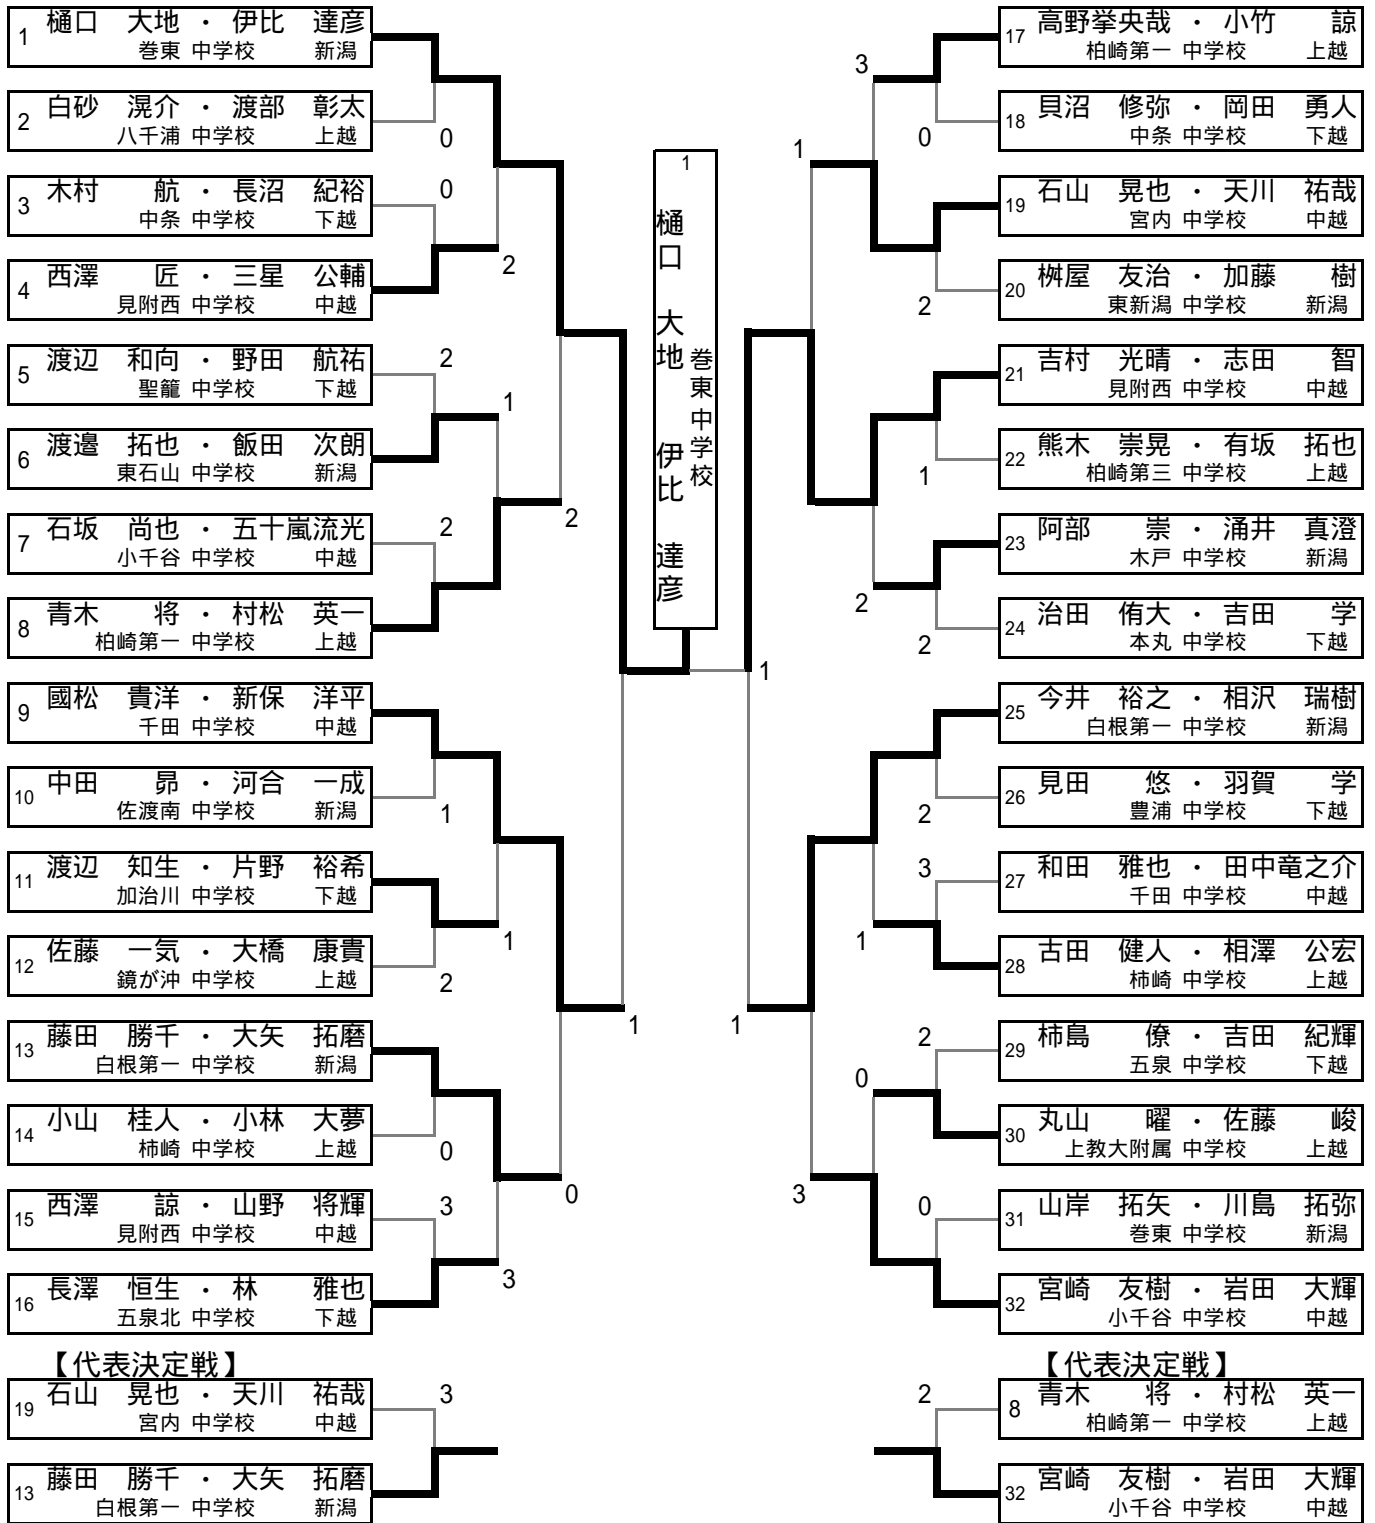 1 樋口 大地 ・ 伊比 達彦
巻東 中学校 新潟
2 白砂 滉介 ・ 渡部 彰太
八千浦 中学校 上越
0
3 木村 航 ・ 長沼 紀裕
中条 中学校 下越
0
4 西澤 匠 ・ 三星 公輔
見附西 中学校 中越
2
5 渡辺 和向 ・ 野田 航祐
聖籠 中学校 下越
2
1
6 渡邉 拓也 ・ 飯田 次朗
東石山 中学校 新潟
7 石坂 尚也 ・ 五十嵐流光
小千谷 中学校 中越
2
2
8 青木 将 ・ 村松 英一
柏崎第一 中学校 上越
9 國松 貴洋 ・ 新保 洋平
千田 中学校 中越
10 中田 昴 ・ 河合 一成
佐渡南 中学校 新潟
1
11 渡辺 知生 ・ 片野 裕希
加治川 中学校 下越
1
12 佐藤 一気 ・ 大橋 康貴
鏡が沖 中学校 上越
2
13 藤田 勝千 ・ 大矢 拓磨
白根第一 中学校 新潟
1
14 小山 桂人 ・ 小林 大夢
柿崎 中学校 上越
0
15 西澤 諒 ・ 山野 将輝
見附西 中学校 中越
3
0
16 長澤 恒生 ・ 林 雅也
五泉北 中学校 下越
3
【代表決定戦】
19 石山 晃也 ・ 天川 祐哉
宮内 中学校 中越
3
13 藤田 勝千 ・ 大矢 拓磨
白根第一 中学校 新潟
1
樋口 大地 伊比 達彦
巻東中学校
1
17 高野挙央哉 ・ 小竹 諒
柏崎第一 中学校 上越
3
18 貝沼 修弥 ・ 岡田 勇人
中条 中学校 下越
0
1
19 石山 晃也 ・ 天川 祐哉
宮内 中学校 中越
20 桝屋 友治 ・ 加藤 樹
東新潟 中学校 新潟
2
21 吉村 光晴 ・ 志田 智
見附西 中学校 中越
22 熊木 崇晃 ・ 有坂 拓也
柏崎第三 中学校 上越
1
23 阿部 崇 ・ 涌井 真澄
木戸 中学校 新潟
2
24 治田 侑大 ・ 吉田 学
本丸 中学校 下越
2
25 今井 裕之 ・ 相沢 瑞樹
白根第一 中学校 新潟
26 見田 悠 ・ 羽賀 学
豊浦 中学校 下越
2
27 和田 雅也 ・ 田中竜之介
千田 中学校 中越
3
1
28 古田 健人 ・ 相澤 公宏
柿崎 中学校 上越
1
29 柿島 僚 ・ 吉田 紀輝
五泉 中学校 下越
2
0
30 丸山 曜 ・ 佐藤 峻
上教大附属 中学校 上越
31 山岸 拓矢 ・ 川島 拓弥
巻東 中学校 新潟
0
3
32 宮崎 友樹 ・ 岩田 大輝
小千谷 中学校 中越
【代表決定戦】
8 青木 将 ・ 村松 英一
柏崎第一 中学校 上越
2
32 宮崎 友樹 ・ 岩田 大輝
小千谷 中学校 中越